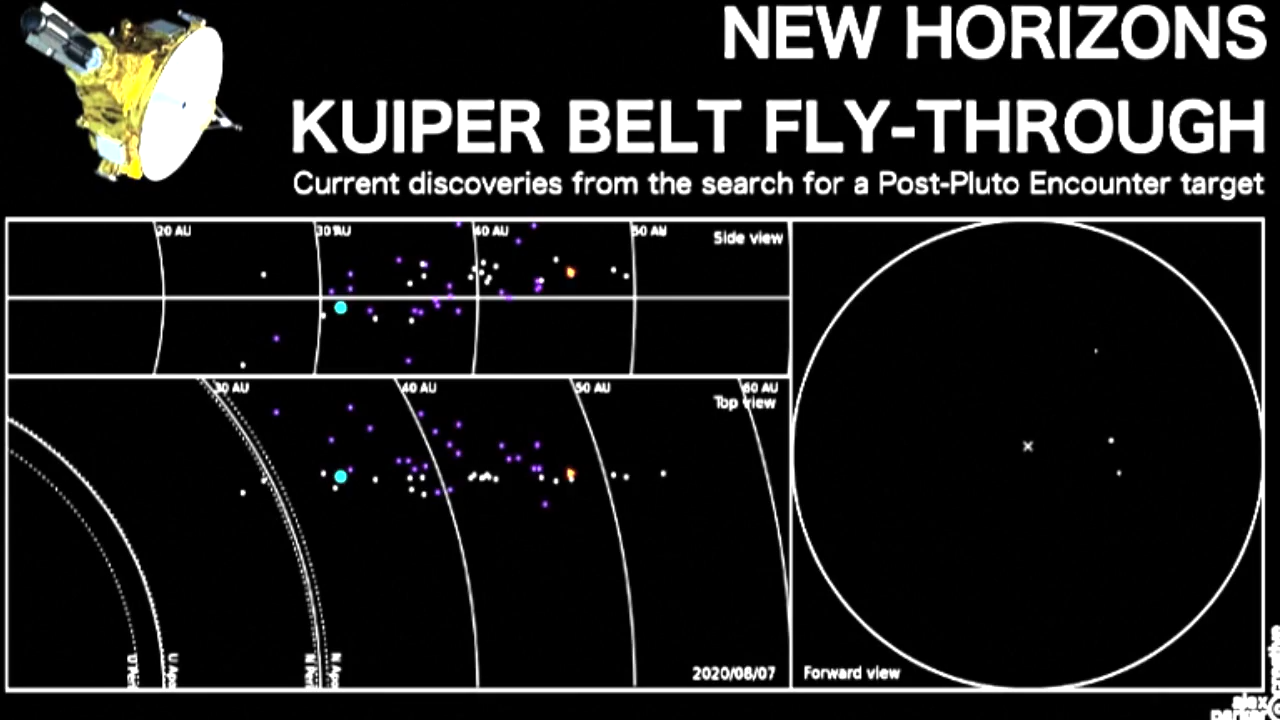 NEW HORIZONS
KUIPER BELT FLY-THROUGH
Current discoveries from the search for a Post-Pluto Encounter target
20 AU
30 AU
40 AU
50 AU
Side view
30 AU
40 AU
50 AU
60 AU
Top view
2020/08/07
Forward view